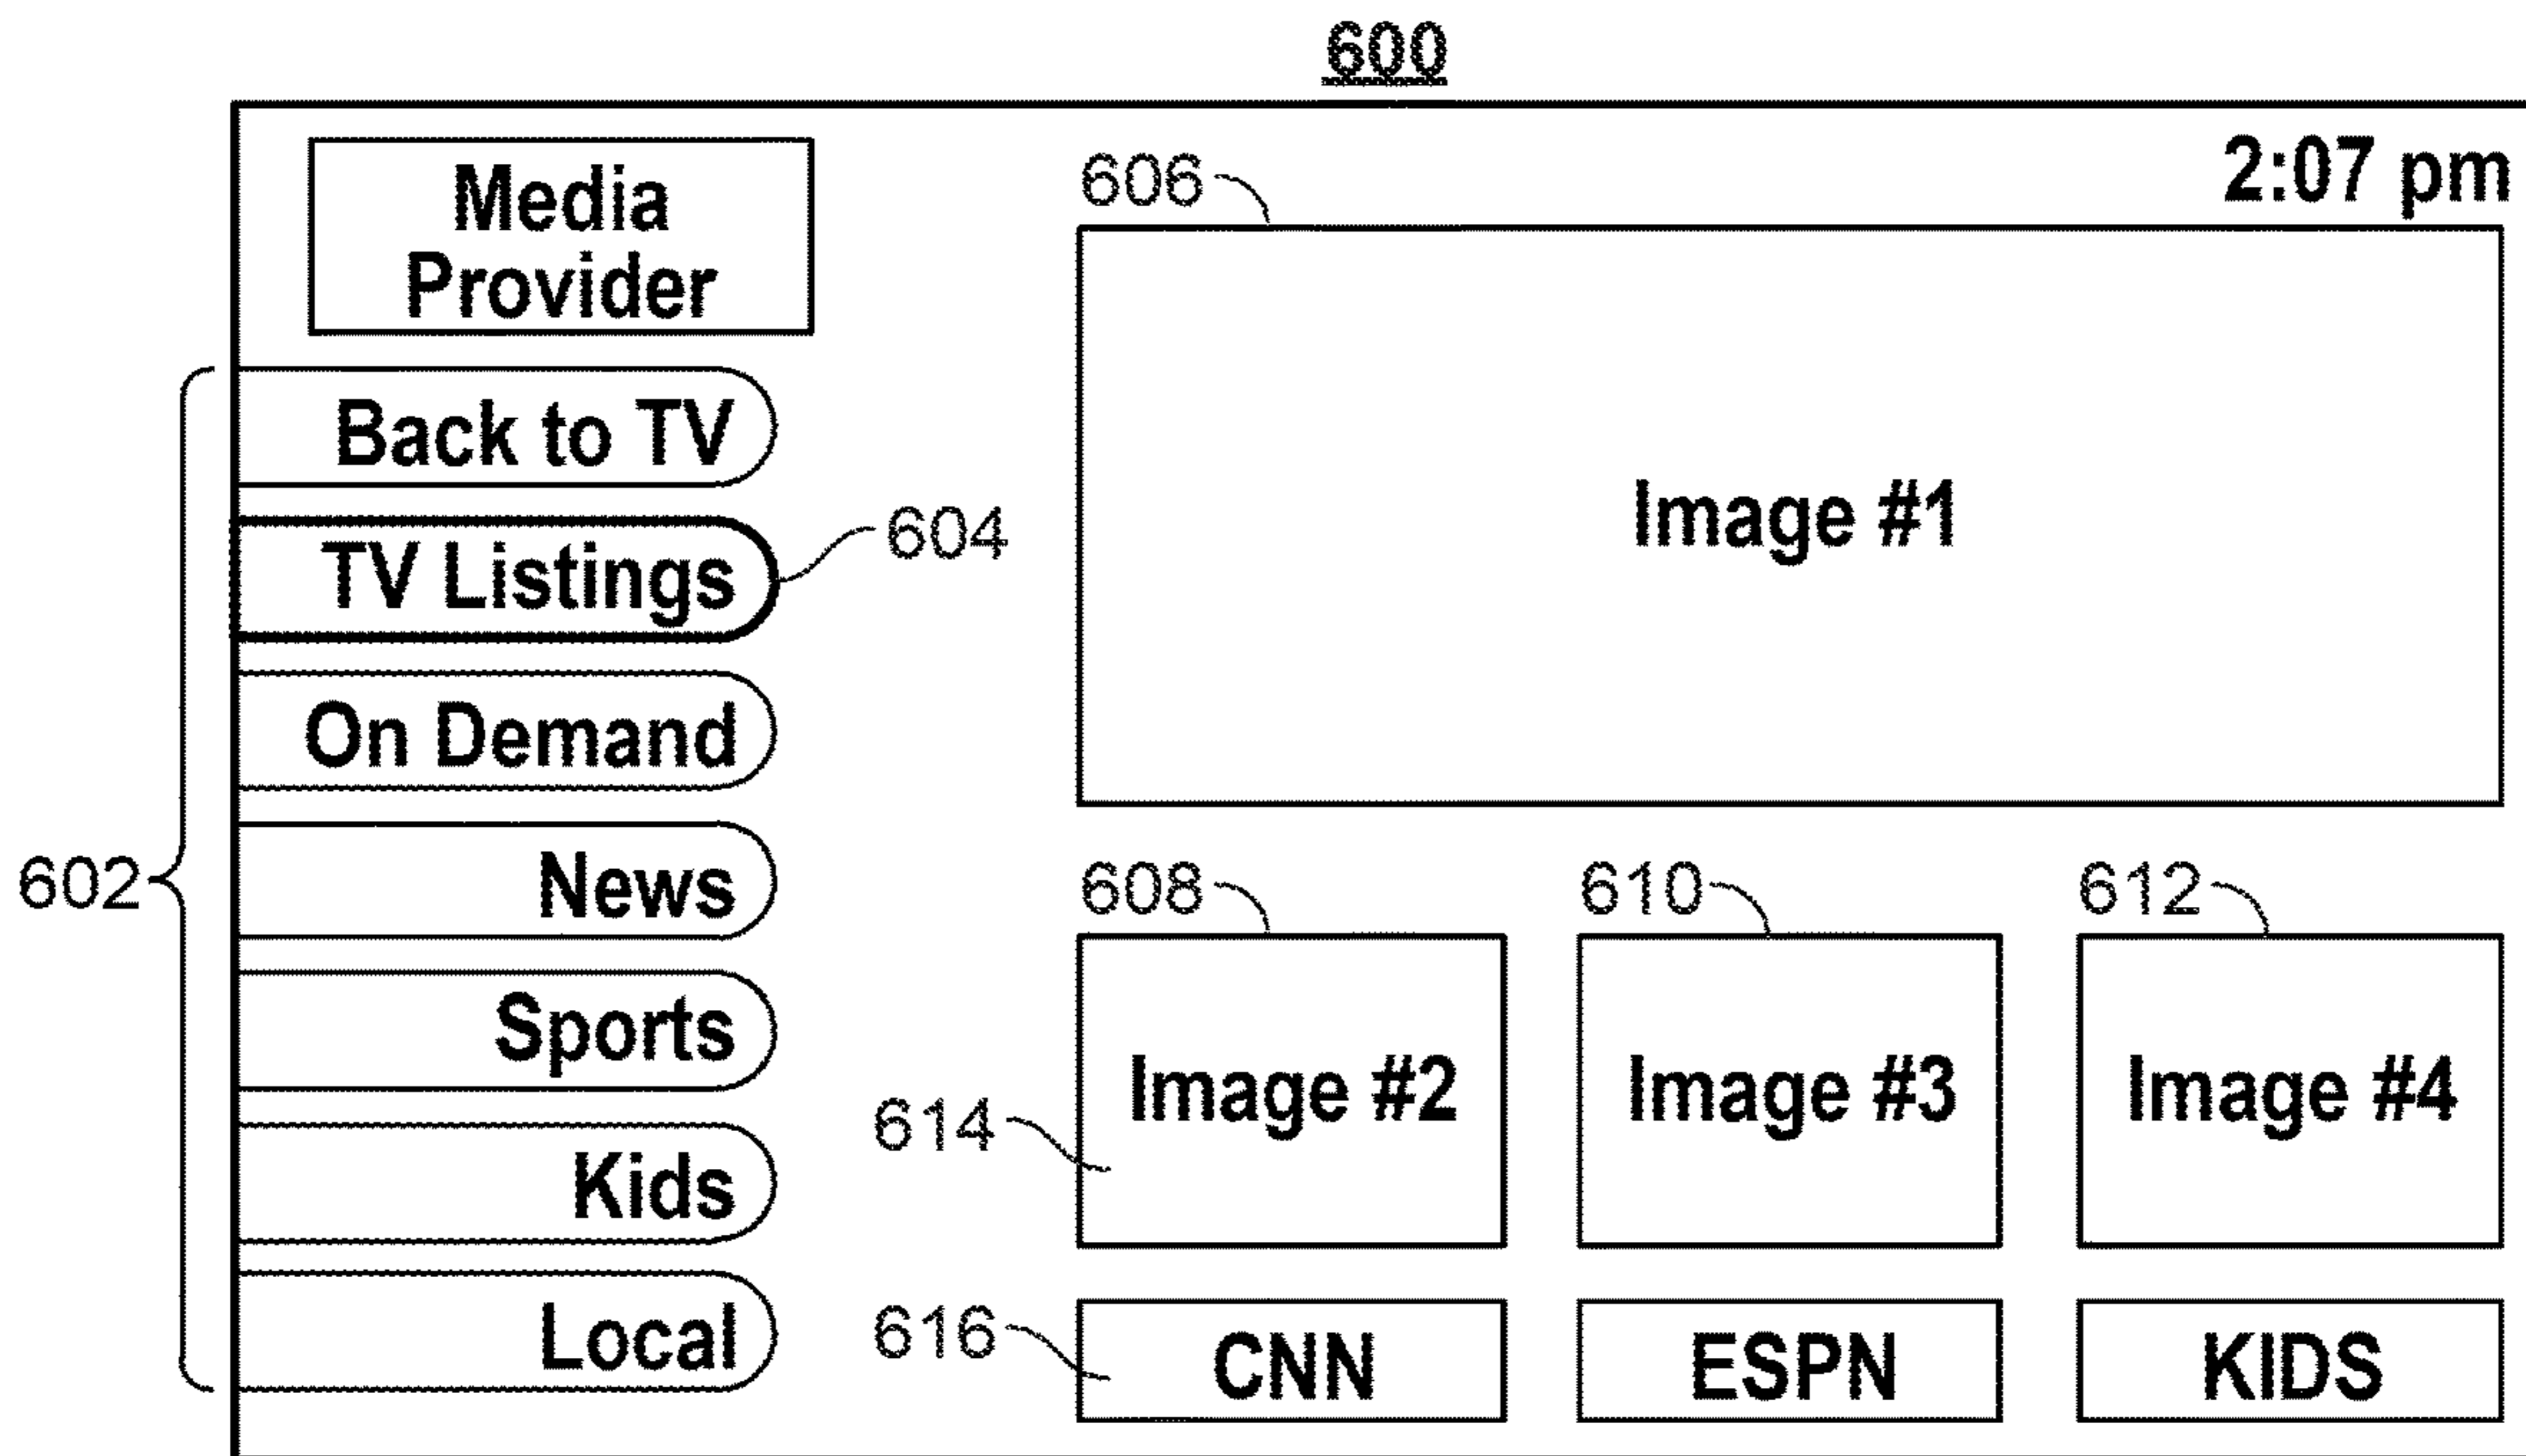 600
Media
Provider
2:07 pm
606
Image #1
Back to TV
TV Listings
604
On Demand
News
Sports
Kids
Local
602
608
610
612
Image #2
Image #3
Image #4
614
616
CNN
ESPN
KIDS